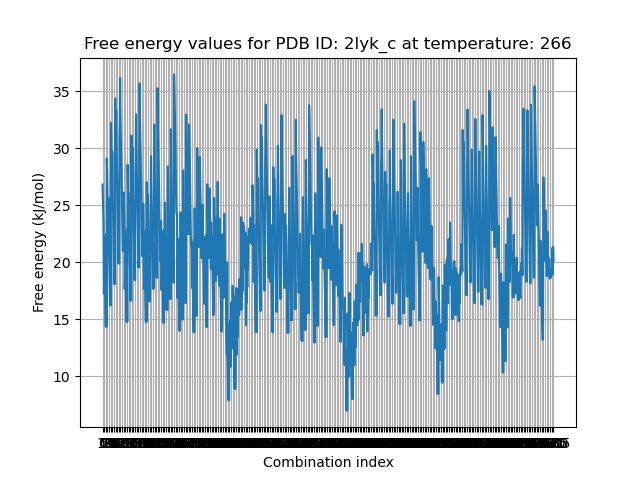 Free energy values for PDB ID: 2lyk_c at temperature: 266
35
30
25
20
15
10
Free energy (kJ/mol)
Combination index